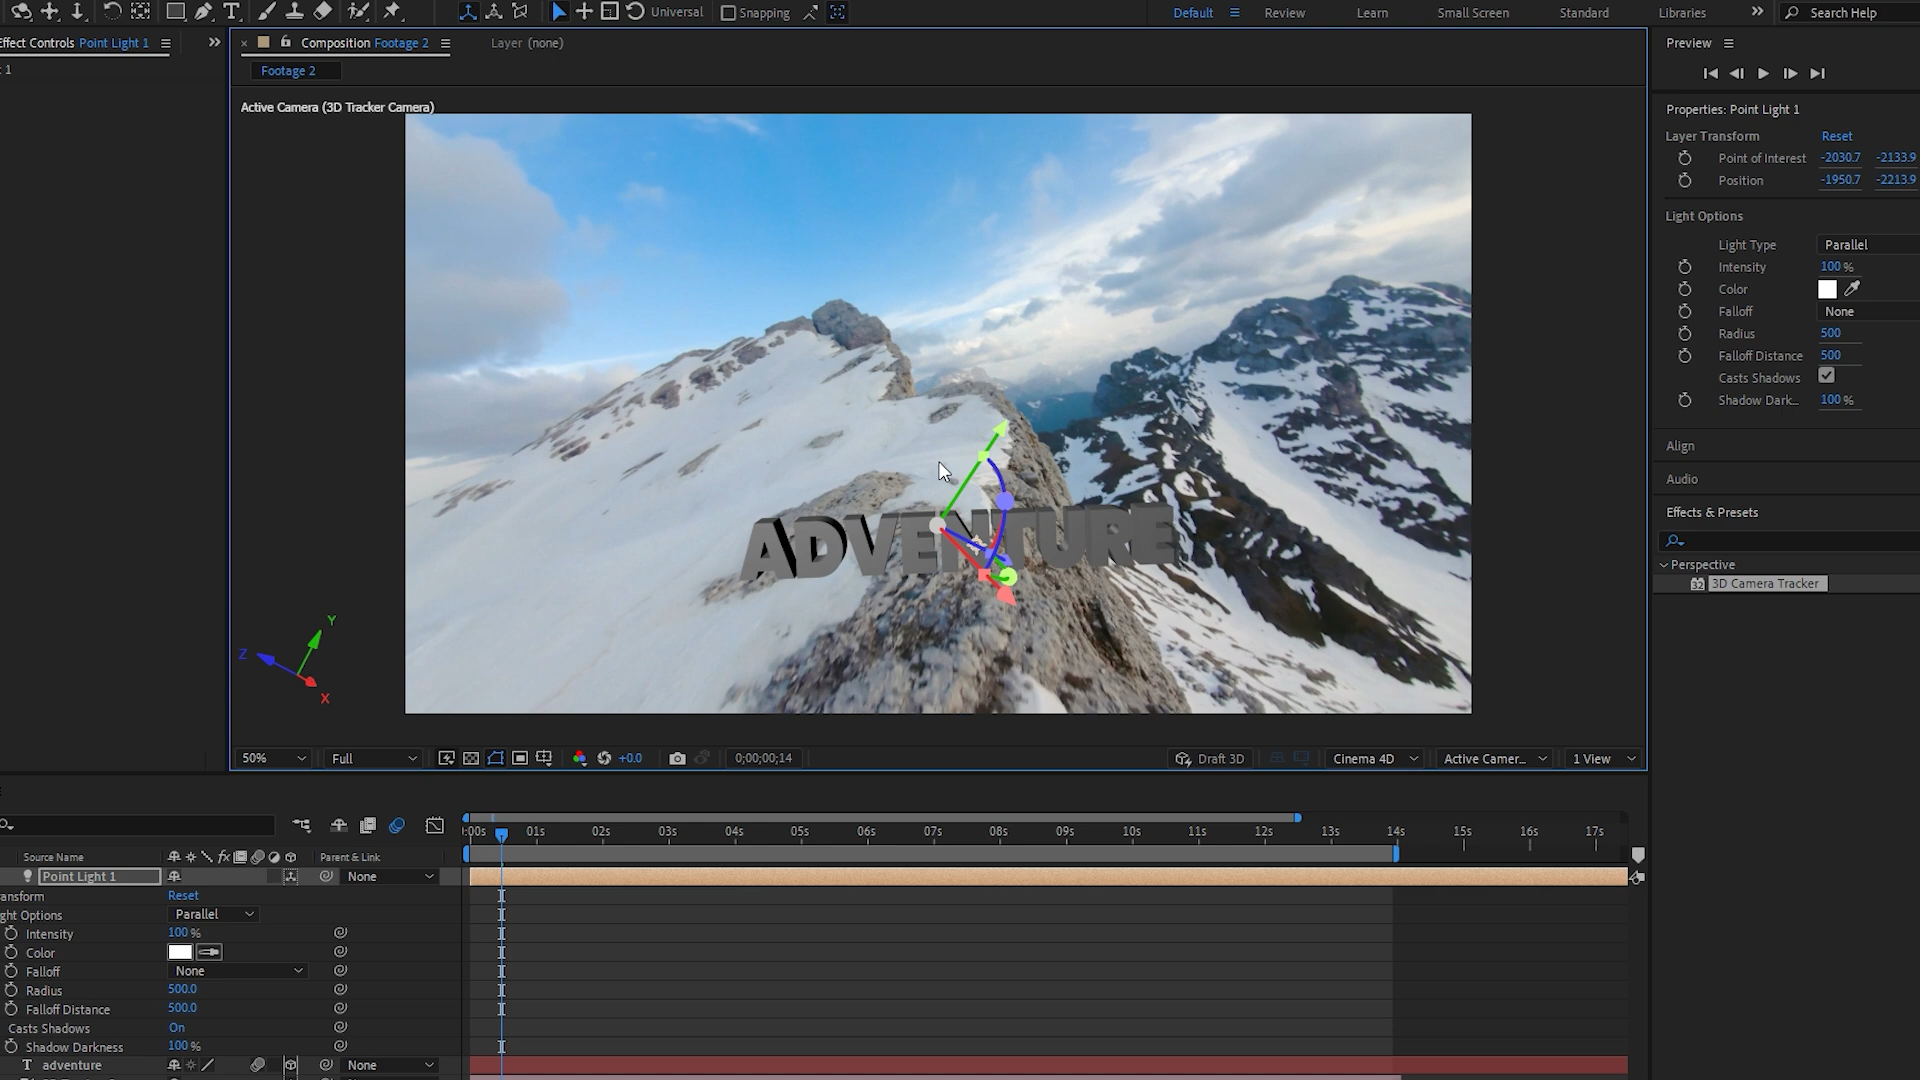 Universal Snapping Default Review Learn Small Screen Standard Libraries Search Help
Effect Controls Point Light 1
Composition Footage 2 Layer (none)
Preview
1
Footage 2
Active Camera (3D Tracker Camera)
Properties: Point Light 1
Layer Transform Reset
Point of Interest -2030.7 -2133.9
Position -1950.7 -2213.9
Light Options
Light Type Parallel
Intensity 100 %
Color
Falloff None
Radius 500
Falloff Distance 500
Casts Shadows
Shadow Dark... 100 %
Align
Audio
Effects & Presets
Perspective
32 3D Camera Tracker
ADVENTURE
Y
Z
X
50% Full +0.0 0;00;00;14 Draft 3D Cinema 4D Active Camer... 1 View
:00s 01s 02s 03s 04s 05s 06s 07s 08s 09s 10s 11s 12s 13s 14s 15s 16s 17s
Source Name fx Parent & Link
Point Light 1 None
ansform Reset
ght Options Parallel
Intensity 100 %
Color
Falloff None
Radius 500.0
Falloff Distance 500.0
Casts Shadows On
Shadow Darkness 100 %
T adventure None